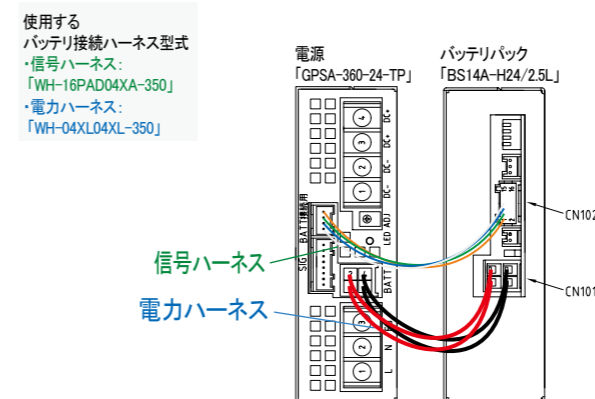 使用する
バッテリ接続ハーネス型式
・信号ハーネス:
「WH-16PAD04XA-350」
・電力ハーネス:
「WH-04XL04XL-350」
電源
「GPSA-360-24-TP」
バッテリパック
「BS14A-H24/2.5L」
4 DC+
3 DC+
2 DC-
1 DC-
BATT接続用
LED ADJ
SIG
BATT
3
2 N
1 L
15 16
2
CN102
CN101
信号ハーネス
電力ハーネス